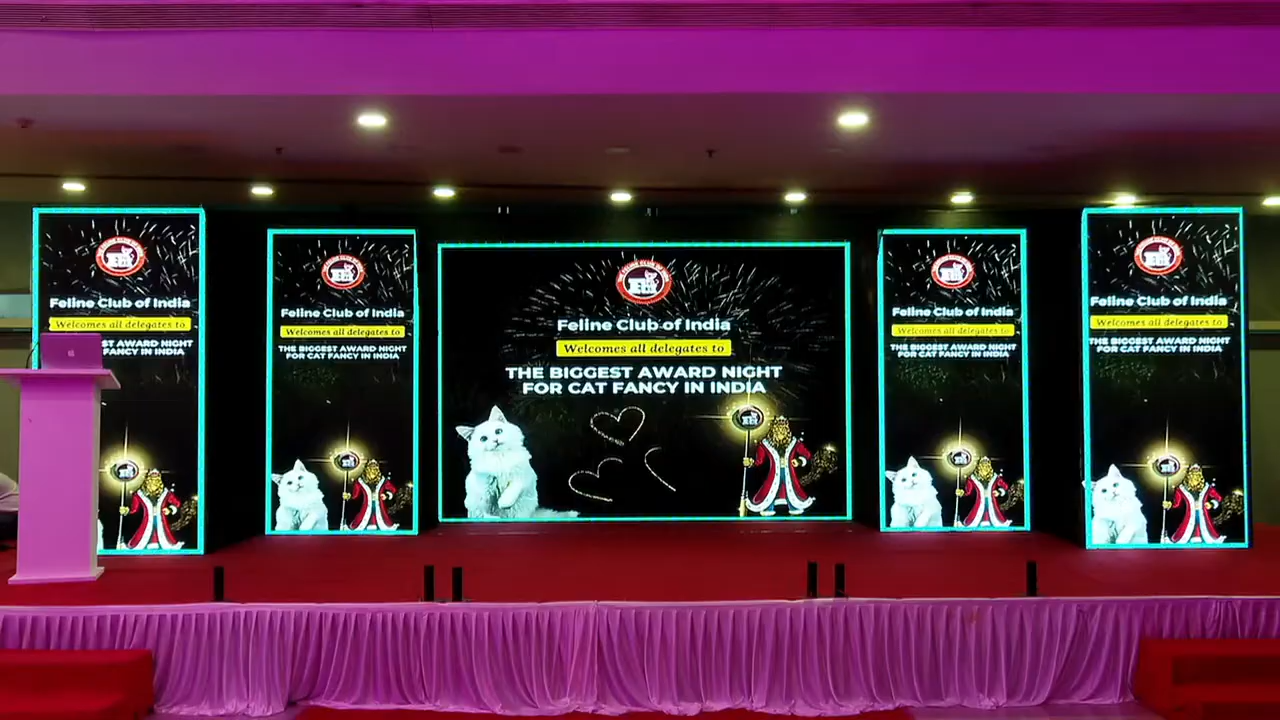 Feline Club of India
Welcomes all delegates to
THE BIGGEST AWARD NIGHT
FOR CAT FANCY IN INDIA
Feline Club of India
Welcomes all delegates to
THE BIGGEST AWARD NIGHT
FOR CAT FANCY IN INDIA
Feline Club of India
Welcomes all delegates to
THE BIGGEST AWARD NIGHT
FOR CAT FANCY IN INDIA
Feline Club of India
Welcomes all delegates to
THE BIGGEST AWARD NIGHT
FOR CAT FANCY IN INDIA
Feline Club of India
Welcomes all delegates to
AWARD NIGHT
FANCY IN INDIA